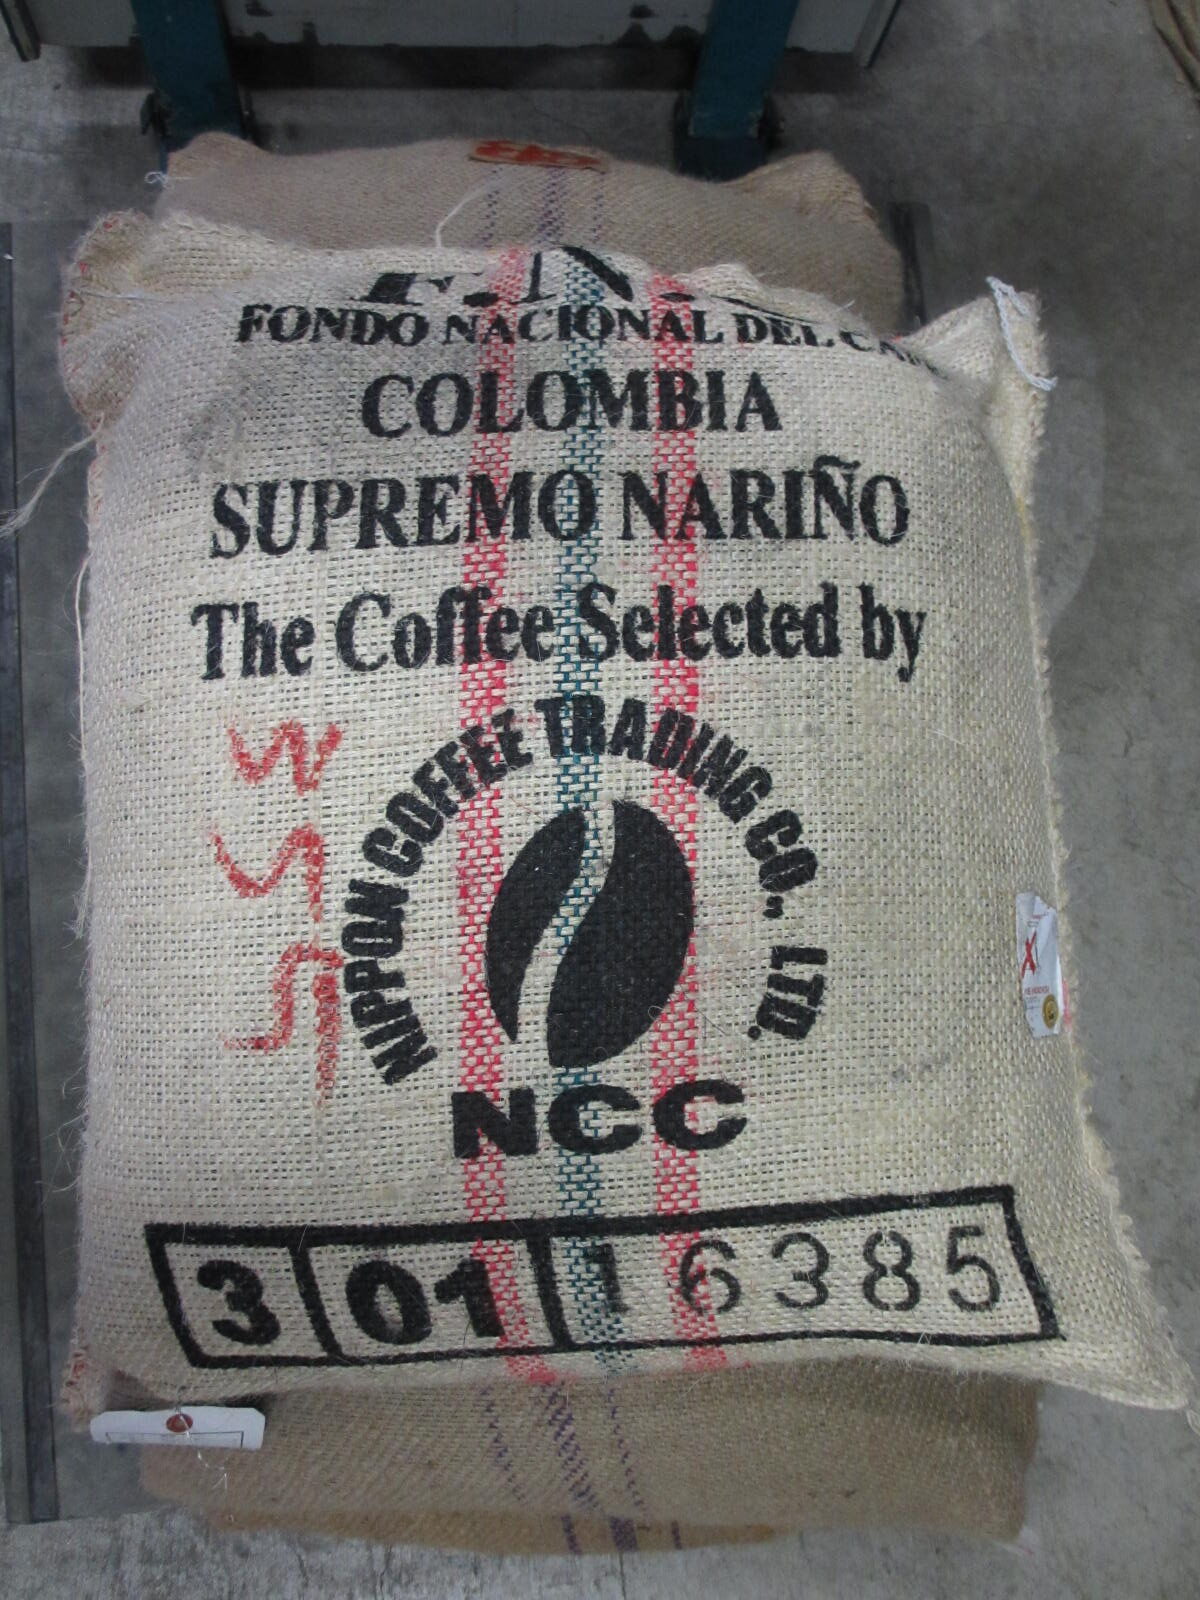 FONDO NACIONAL DEL
COLOMBIA
SUPREMO NARIÑO
The Coffee Selected by
NIPPON COFFEE TRADING CO., LTD.
NCC
3 01 16385